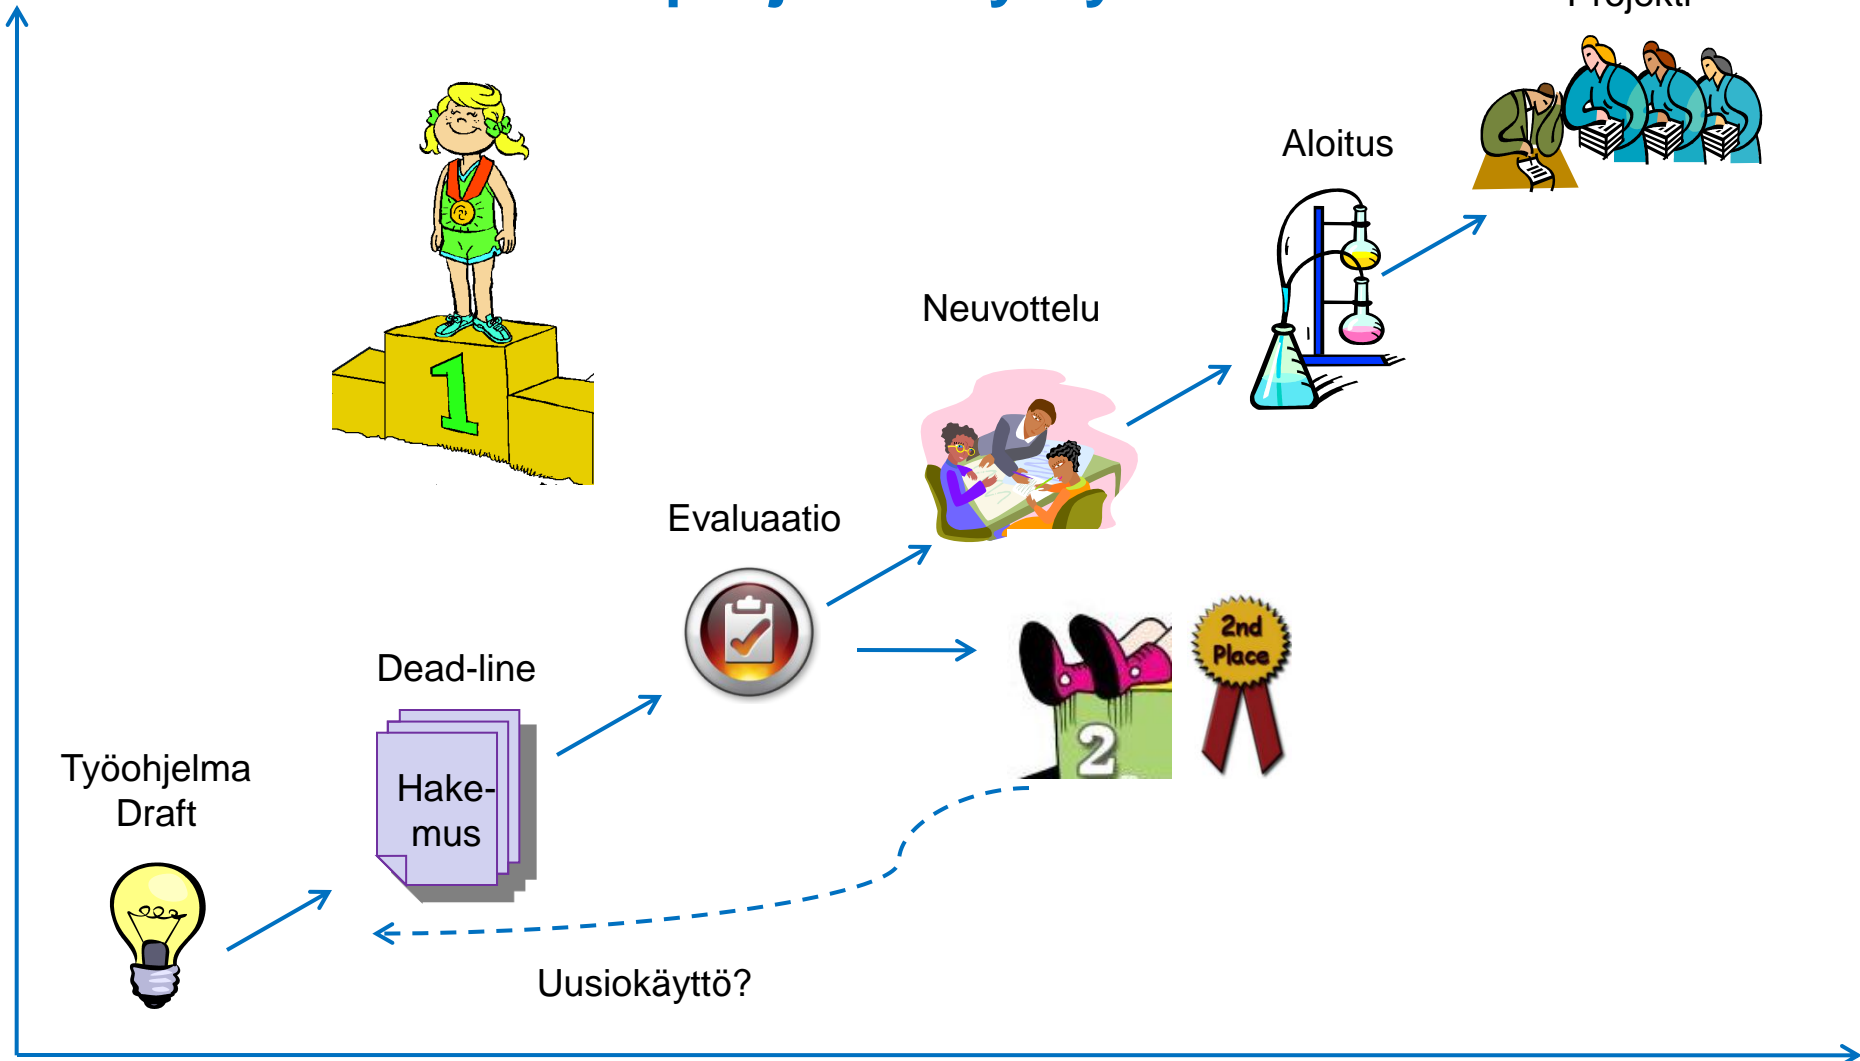 Projekti
Aloitus
Neuvottelu
1
Evaluaatio
2nd
Place
Dead-line
2
Työohjelma
Draft
Hake-
mus
Uusiokäyttö?